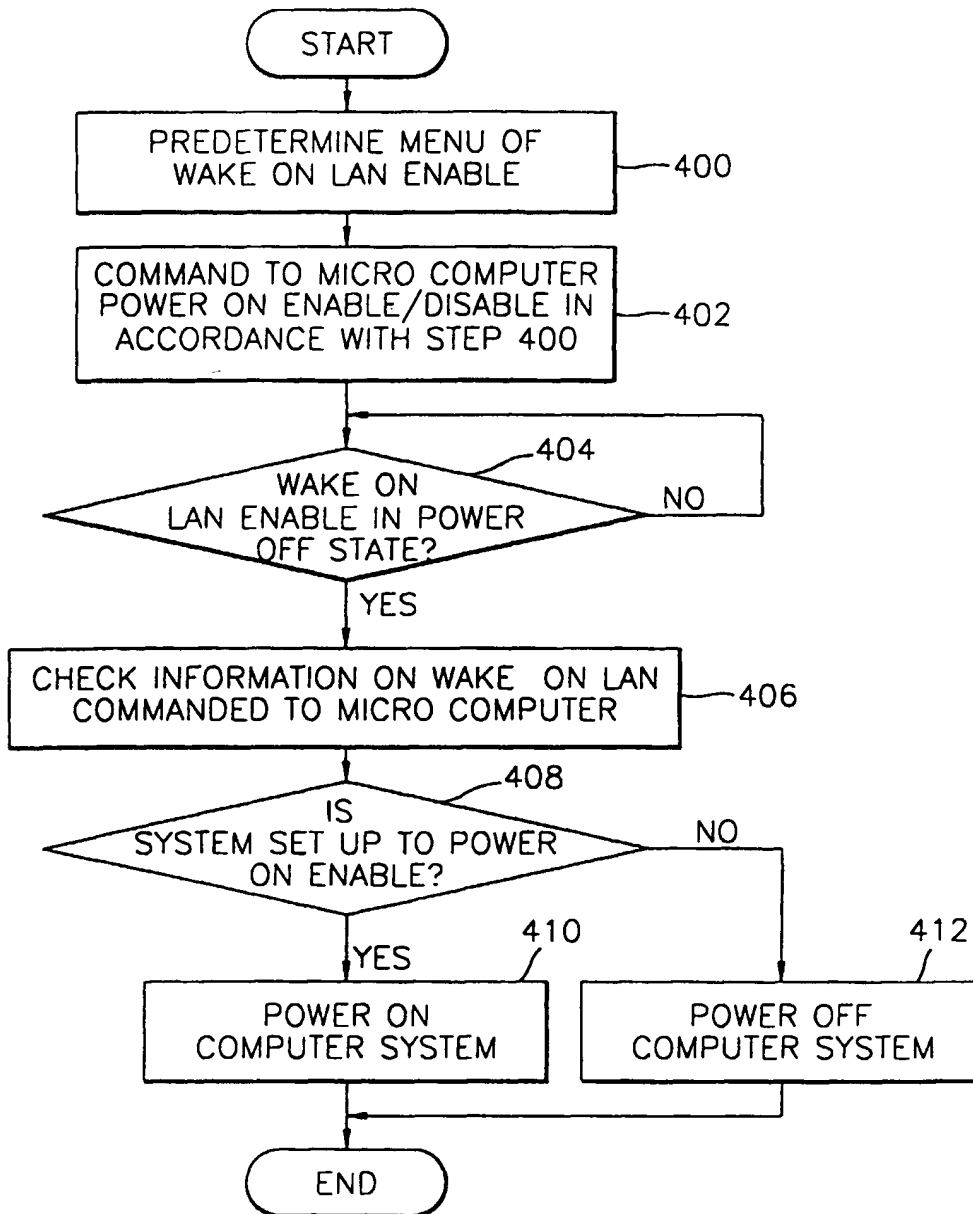 START
PREDETERMINE MENU OF
WAKE ON LAN ENABLE
400
COMMAND TO MICRO COMPUTER
POWER ON ENABLE/DISABLE IN
ACCORDANCE WITH STEP 400
402
404
WAKE ON
LAN ENABLE IN POWER
OFF STATE?
NO
YES
CHECK INFORMATION ON WAKE ON LAN
COMMANDED TO MICRO COMPUTER
406
408
IS
SYSTEM SET UP TO POWER
ON ENABLE?
NO
YES
410
412
POWER ON
COMPUTER SYSTEM
POWER OFF
COMPUTER SYSTEM
END